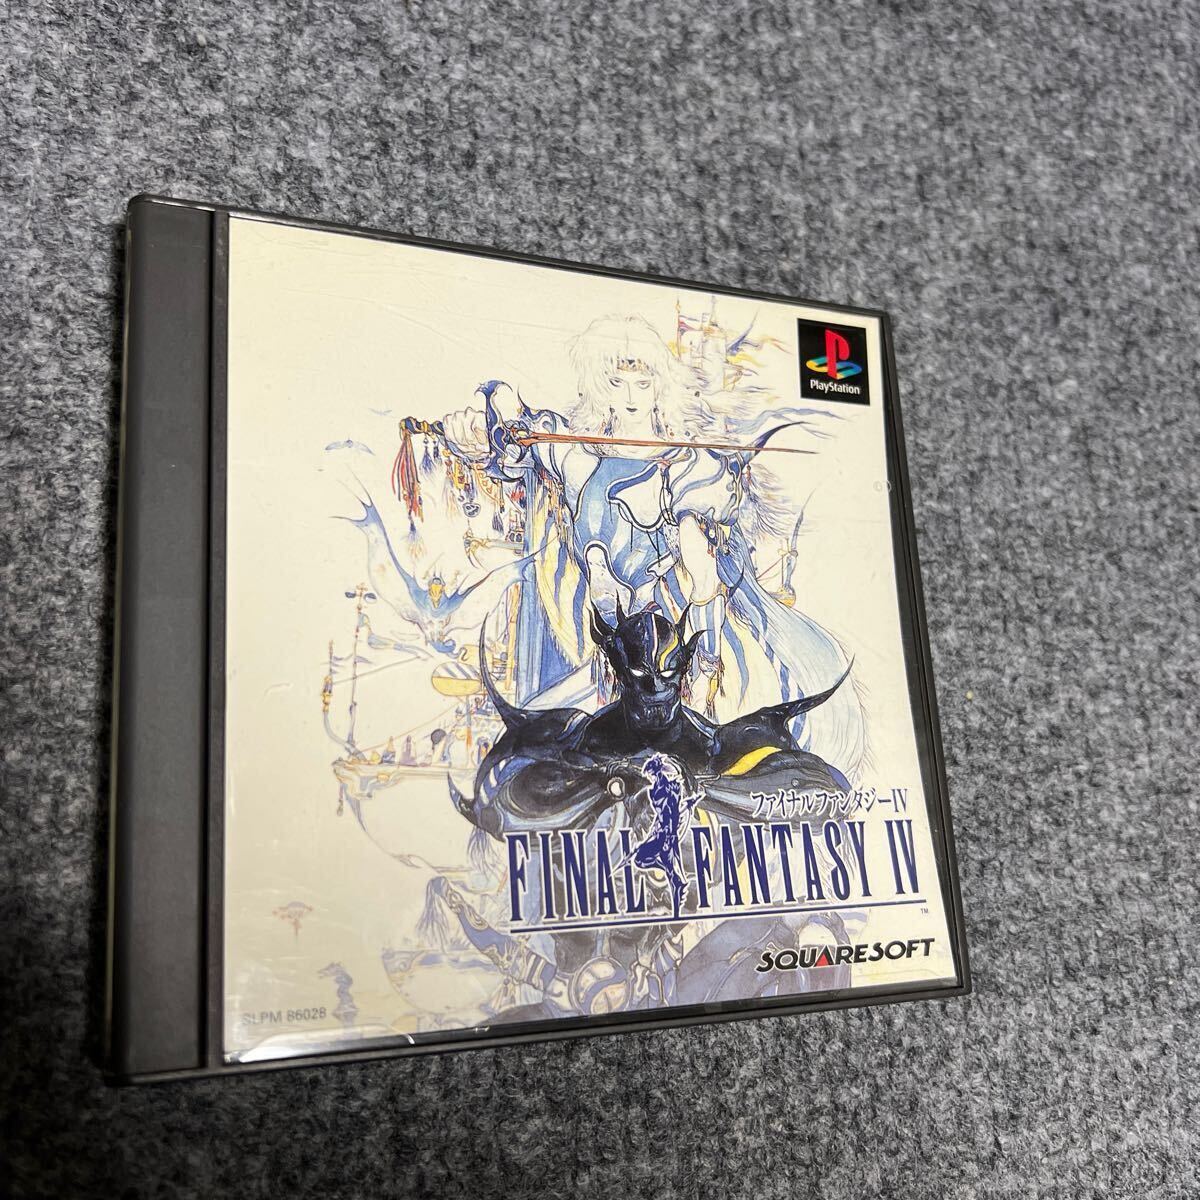 PlayStation
ファイナルファンタジーIV
FINAL FANTASY IV
TM
SQUARESOFT
SLPM 86028